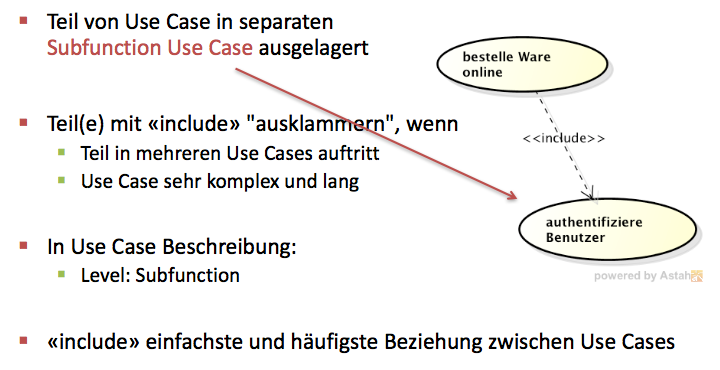 Teil von Use Case in separaten
Subfunction Use Case ausgelagert
Teil(e) mit «include» "ausklammern", wenn
Teil in mehreren Use Cases auftritt
Use Case sehr komplex und lang
In Use Case Beschreibung:
Level: Subfunction
«include» einfachste und häufigste Beziehung zwischen Use Cases
bestelle Ware
online
<<include>>
authentifiziere
Benutzer
powered by Astah